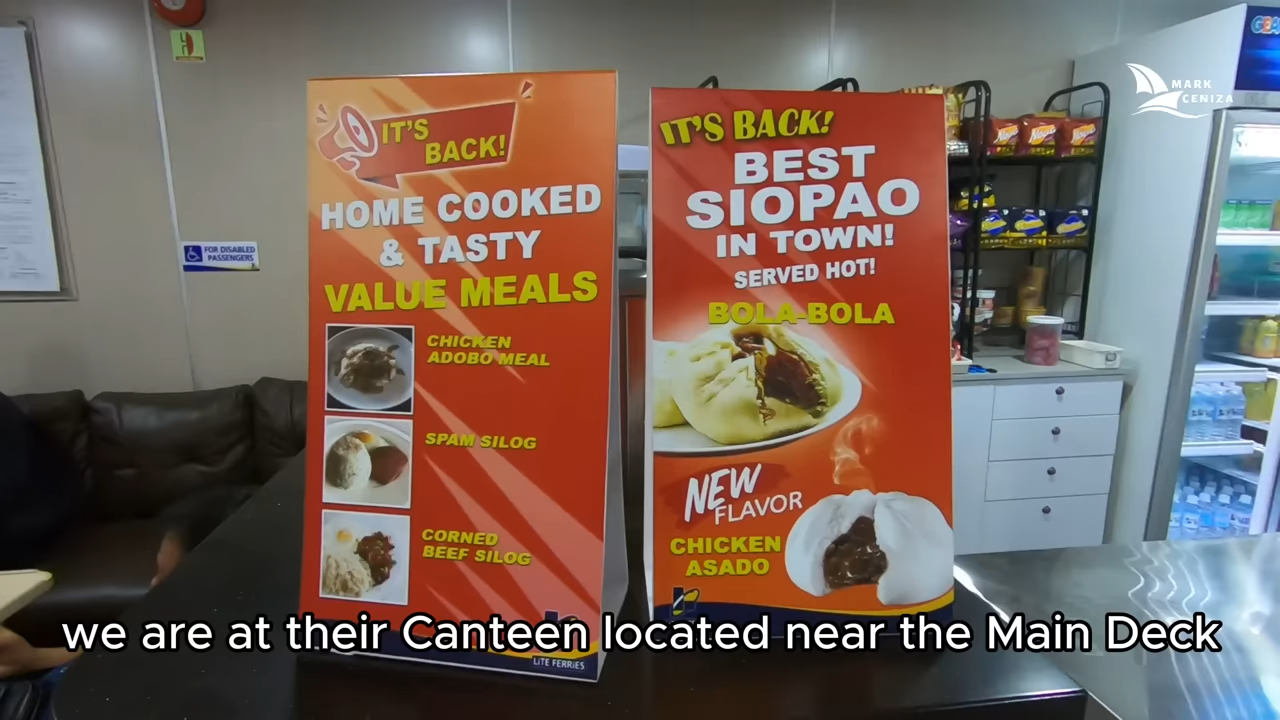 IT'S
BACK!
HOME COOKED
& TASTY
VALUE MEALS
CHICKEN
ADOBO MEAL
SPAM SILOG
CORNED
BEEF SILOG
LITE FERRIES
IT'S BACK!
BEST
SIOPAO
IN TOWN!
SERVED HOT!
BOLA-BOLA
NEW
FLAVOR
CHICKEN
ASADO
FOR DISABLED
PASSENGERS
MARK
CENIZA
Nova
we are at their Canteen located near the Main Deck